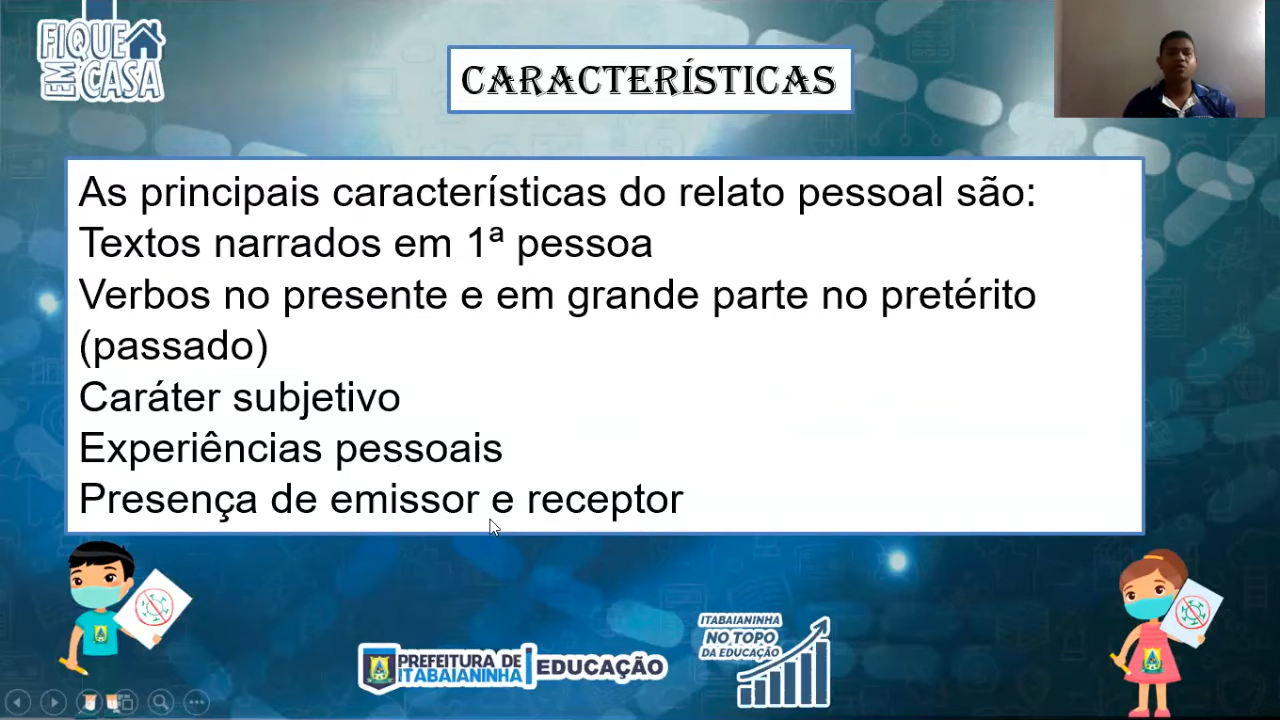 FIQUE
EM CASA
CARACTERÍSTICAS
As principais características do relato pessoal são:
Textos narrados em 1ª pessoa
Verbos no presente e em grande parte no pretérito
(passado)
Caráter subjetivo
Experiências pessoais
Presença de emissor e receptor
PREFEITURA DE
ITABAIANINHA
EDUCAÇÃO
ITABAIANINHA
NO TOPO
DA EDUCAÇÃO